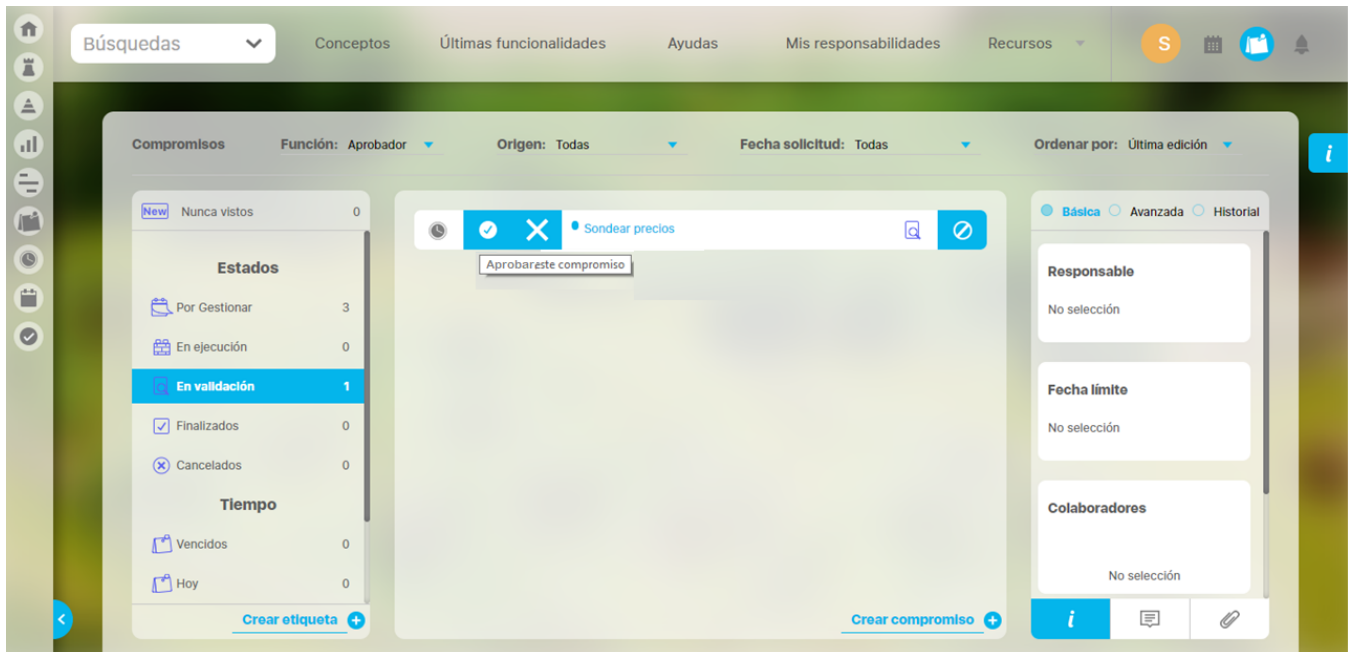 Búsquedas
Conceptos
Últimas funcionalidades
Ayudas
Mis responsabilidades
Recursos
S
Compromisos
Función: Aprobador
Origen: Todas
Fecha solicitud: Todas
Ordenar por: Última edición
i
New Nunca vistos 0
Estados
Por Gestionar 3
En ejecución 0
En validación 1
Finalizados 0
Cancelados 0
Tiempo
Vencidos 0
Hoy 0
Crear etiqueta
Sondear precios
Aprobar este compromiso
Crear compromiso
Básica Avanzada Historial
Responsable
No selección
Fecha límite
No selección
Colaboradores
No selección
i